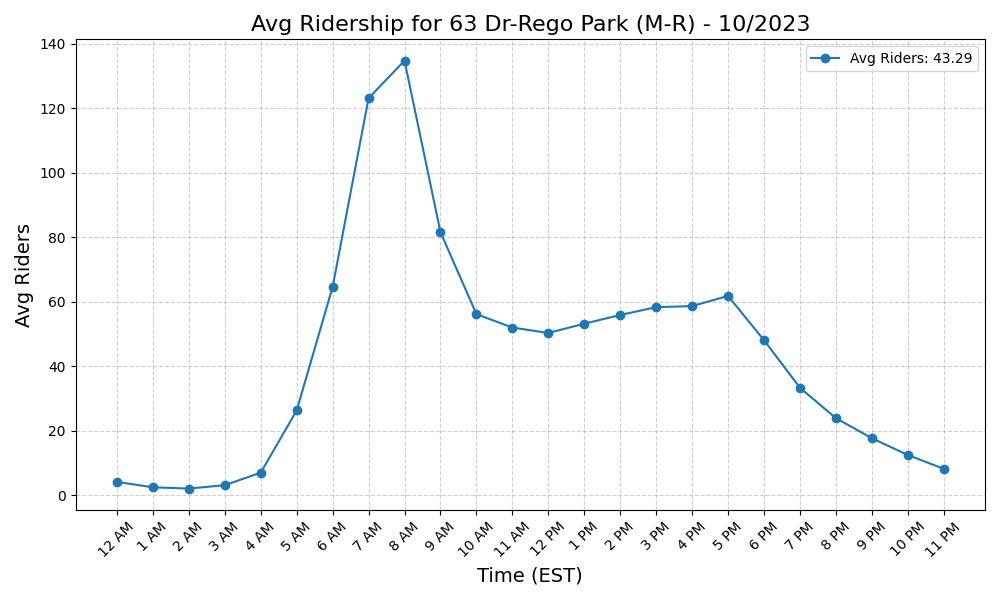 Avg Ridership for 63 Dr-Rego Park (M-R) - 10/2023
Avg Riders: 43.29
Avg Riders
140
120
100
80
60
40
20
0
12 AM
1 AM
2 AM
3 AM
4 AM
5 AM
6 AM
7 AM
8 AM
9 AM
10 AM
11 AM
12 PM
1 PM
2 PM
3 PM
4 PM
5 PM
6 PM
7 PM
8 PM
9 PM
10 PM
11 PM
Time (EST)